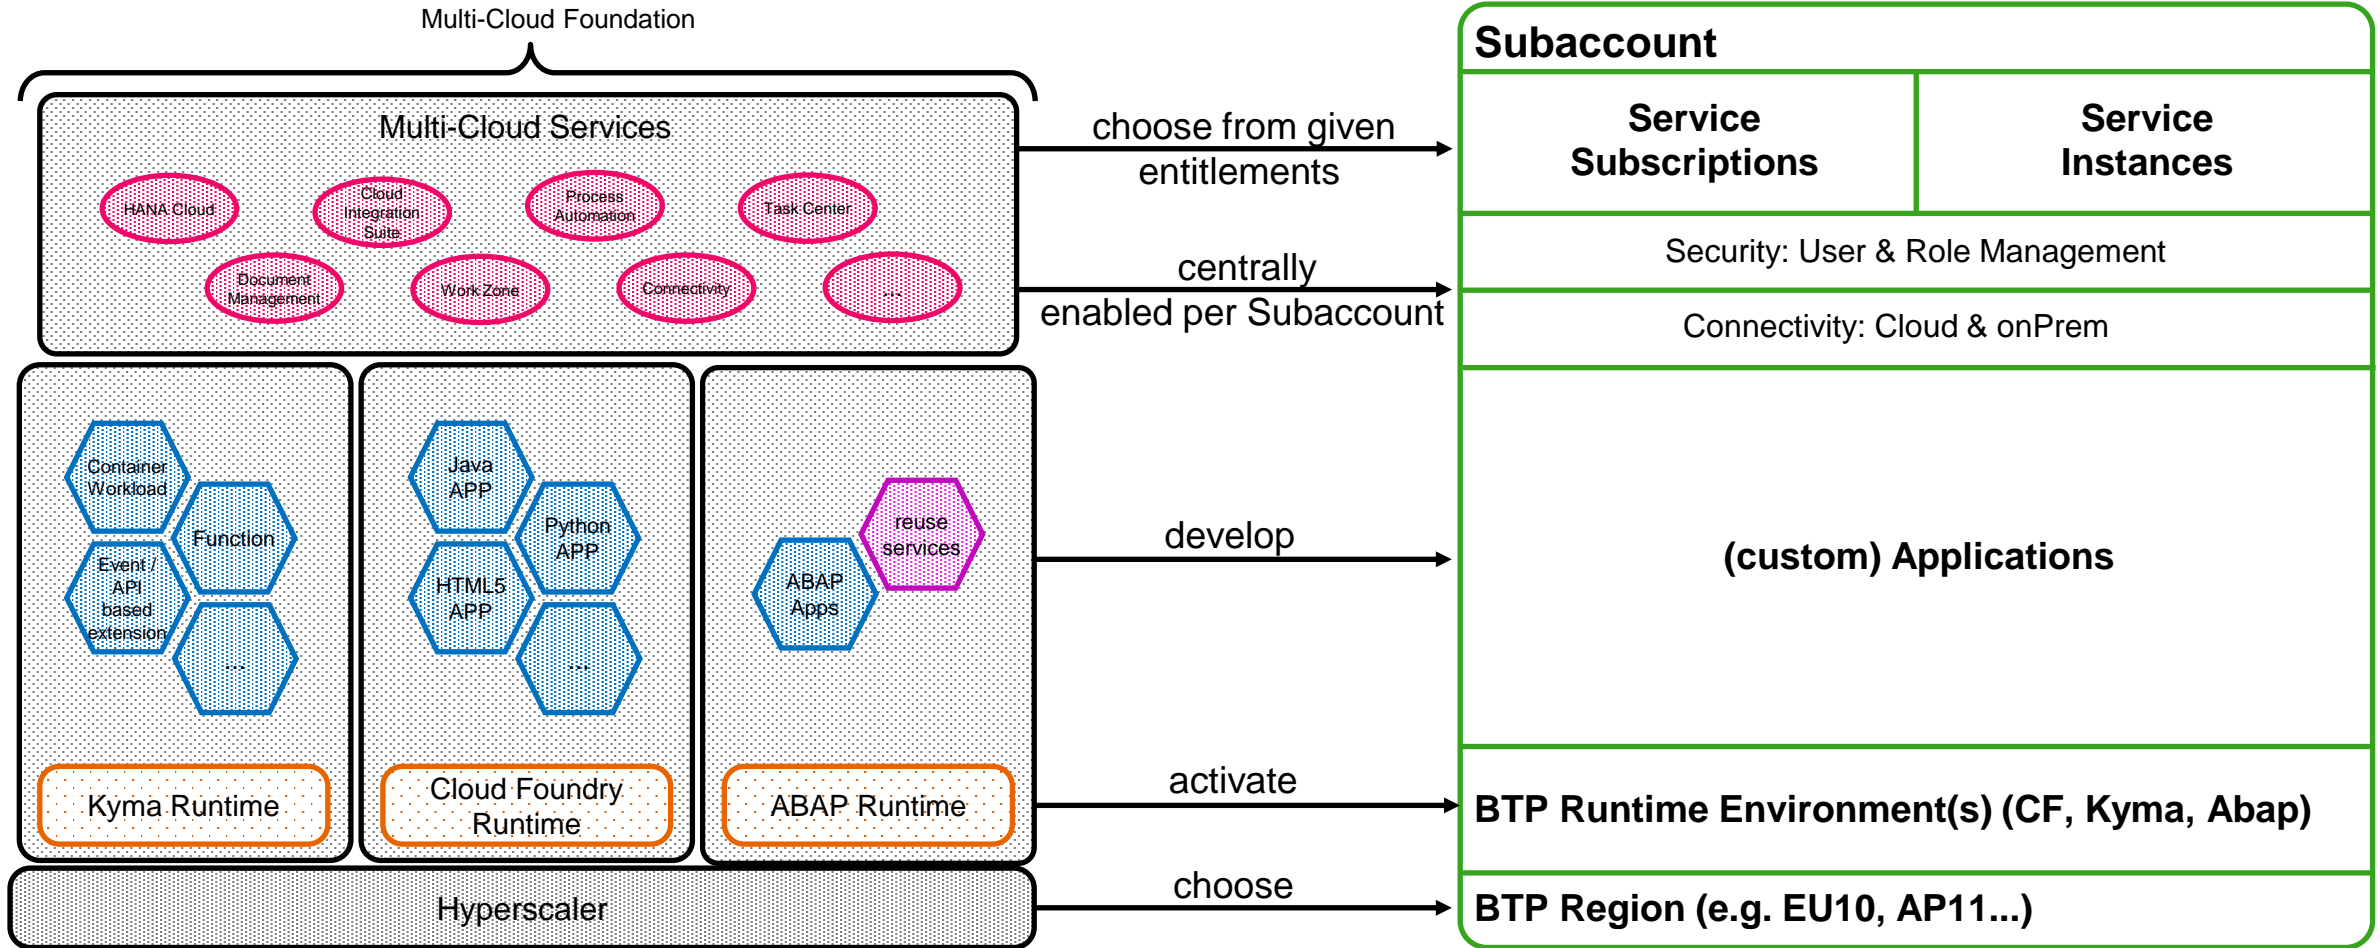 Multi-Cloud Foundation
Multi-Cloud Services
HANA Cloud
Cloud
Integration
Suite
Process
Automation
Task Center
Document
Management
Work Zone
Connectivity
...
Container
Workload
Function
Event /
API
based
extension
...
Kyma Runtime
Java
APP
Python
APP
HTML5
APP
...
Cloud Foundry
Runtime
reuse
services
ABAP
Apps
ABAP Runtime
Hyperscaler
choose from given
entitlements
centrally
enabled per Subaccount
develop
activate
choose
Subaccount
Service
Subscriptions
Service
Instances
Security: User & Role Management
Connectivity: Cloud & onPrem
(custom) Applications
BTP Runtime Environment(s) (CF, Kyma, Abap)
BTP Region (e.g. EU10, AP11...)